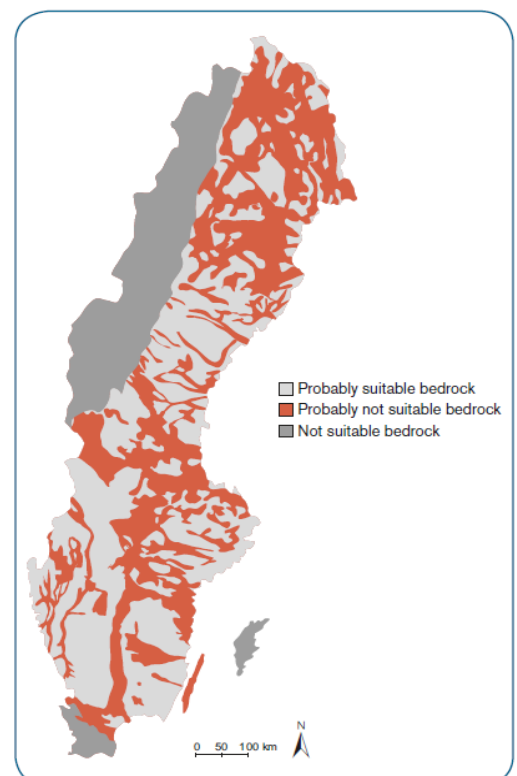 Probably suitable bedrock
Probably not suitable bedrock
Not suitable bedrock
N
0 50 100 km